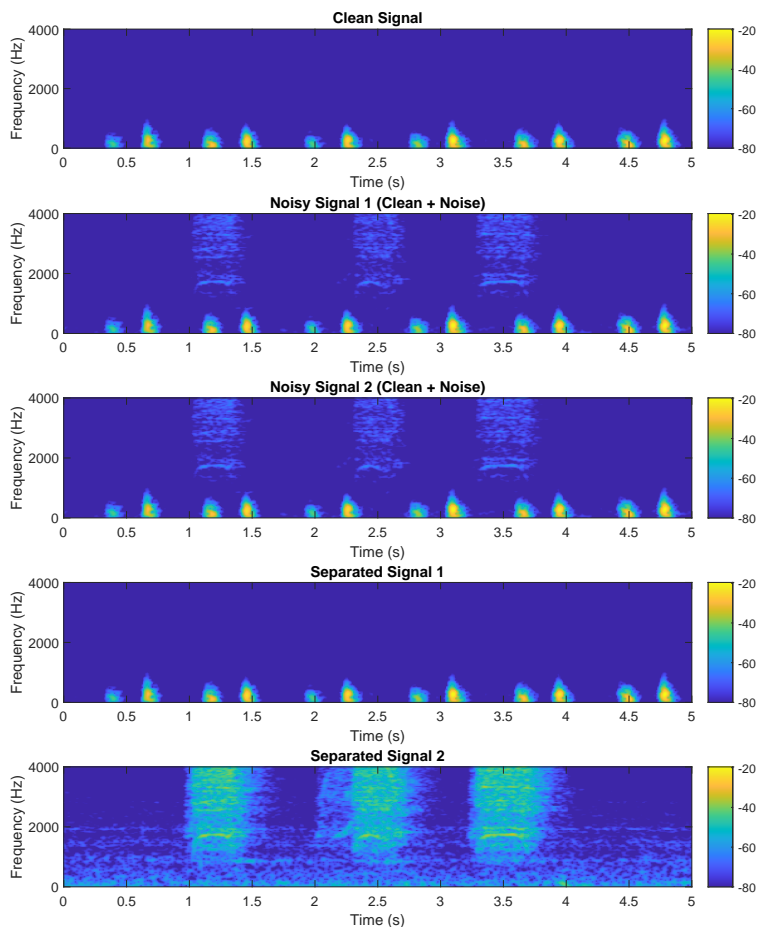 Clean Signal
Frequency (Hz)
4000
2000
0
0 0.5 1 1.5 2 2.5 3 3.5 4 4.5 5
Time (s)
-20
-40
-60
-80
Noisy Signal 1 (Clean + Noise)
Frequency (Hz)
4000
2000
0
0 0.5 1 1.5 2 2.5 3 3.5 4 4.5 5
Time (s)
-20
-40
-60
-80
Noisy Signal 2 (Clean + Noise)
Frequency (Hz)
4000
2000
0
0 0.5 1 1.5 2 2.5 3 3.5 4 4.5 5
Time (s)
-20
-40
-60
-80
Separated Signal 1
Frequency (Hz)
4000
2000
0
0 0.5 1 1.5 2 2.5 3 3.5 4 4.5 5
Time (s)
-20
-40
-60
-80
Separated Signal 2
Frequency (Hz)
4000
2000
0
0 0.5 1 1.5 2 2.5 3 3.5 4 4.5 5
Time (s)
-20
-40
-60
-80